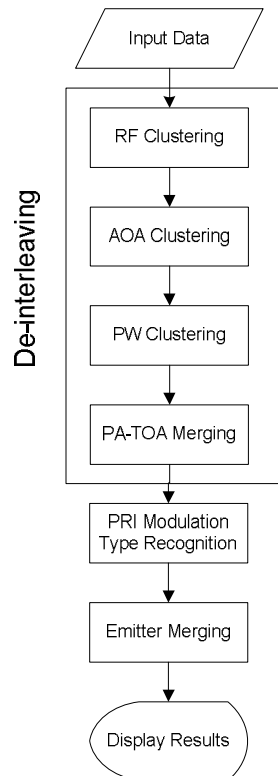 Input Data
De-interleaving
RF Clustering
AOA Clustering
PW Clustering
PA-TOA Merging
PRI Modulation
Type Recognition
Emitter Merging
Display Results